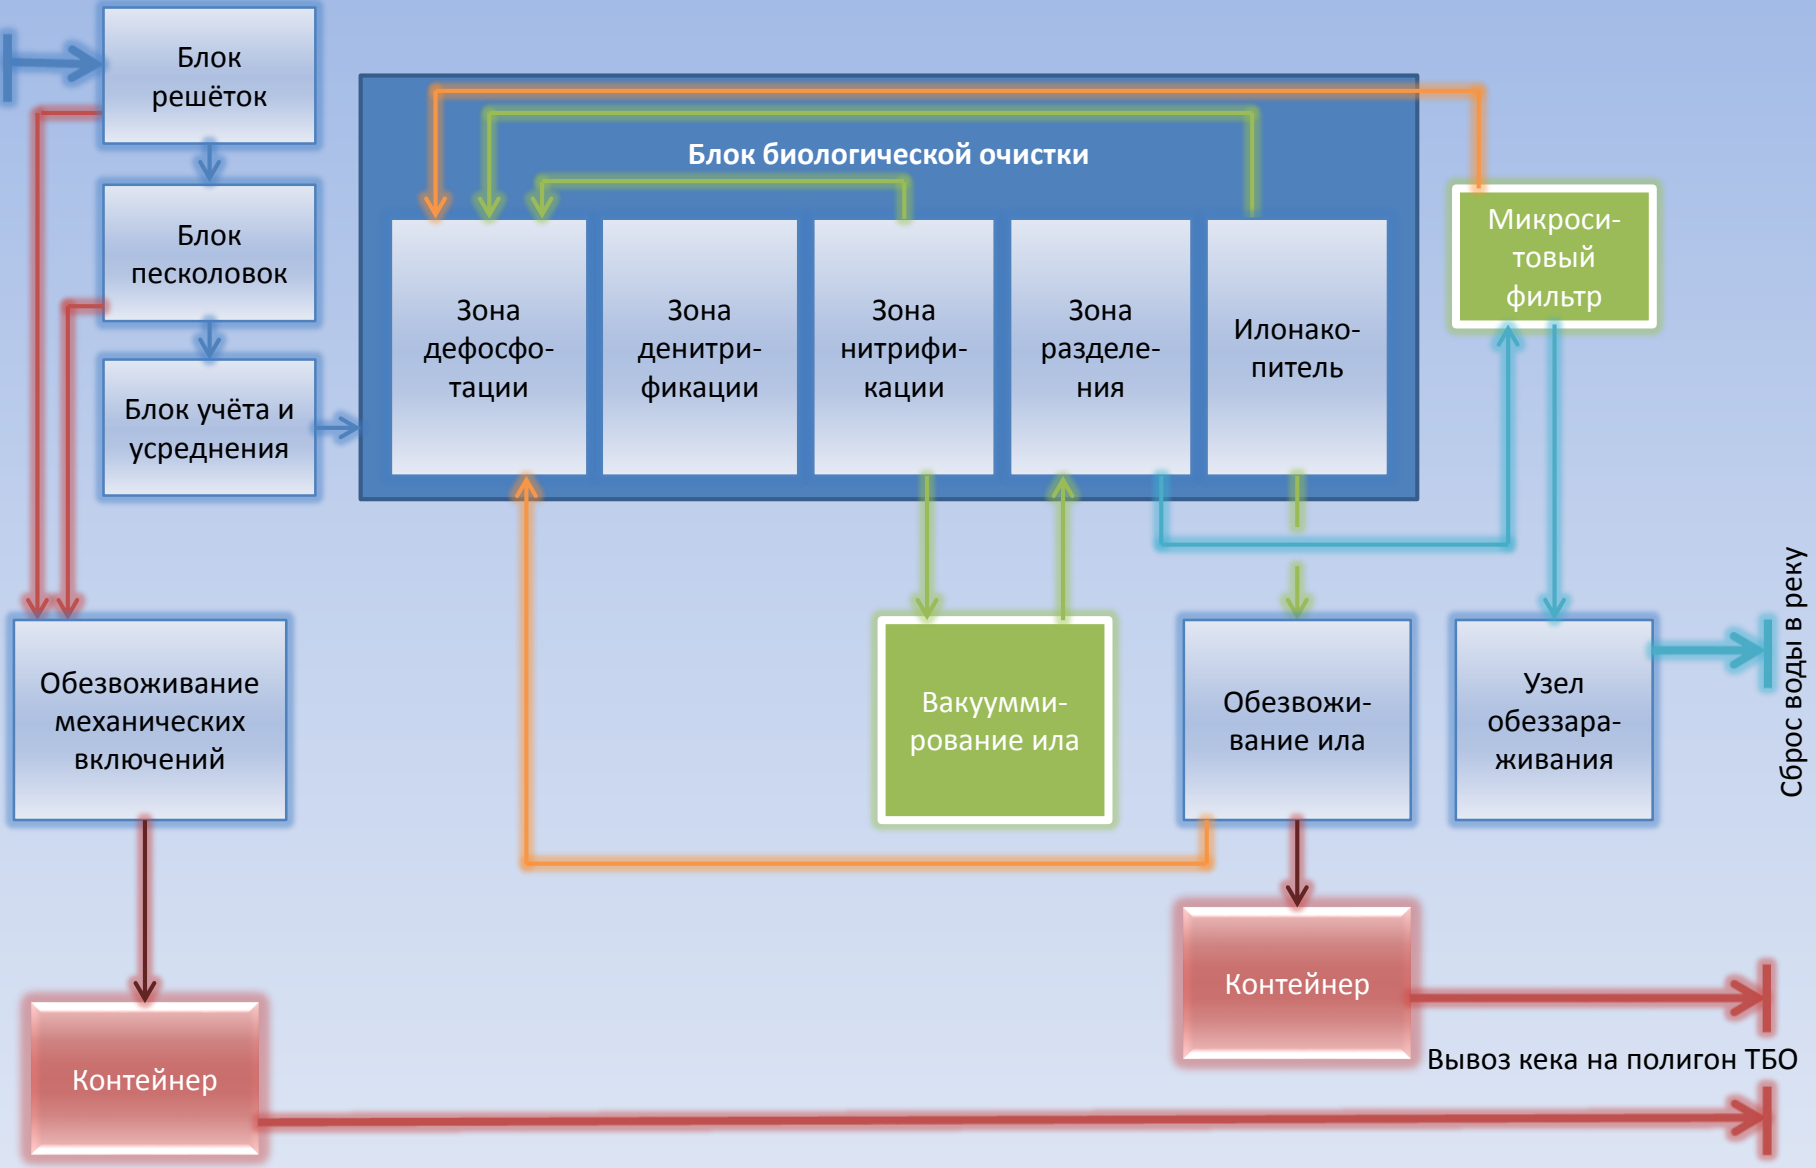 Блок
решёток
Блок
песколовок
Блок учёта и
усреднения
Блок биологической очистки
Зона
дефосфо-
тации
Зона
денитри-
фикации
Зона
нитрифи-
кации
Зона
разделе-
ния
Илонако-
питель
Микроси-
товый
фильтр
Обезвоживание
механических
включений
Вакуумми-
рование ила
Обезвожи-
вание ила
Узел
обеззара-
живания
Сброс воды в реку
Контейнер
Вывоз кека на полигон ТБО
Контейнер